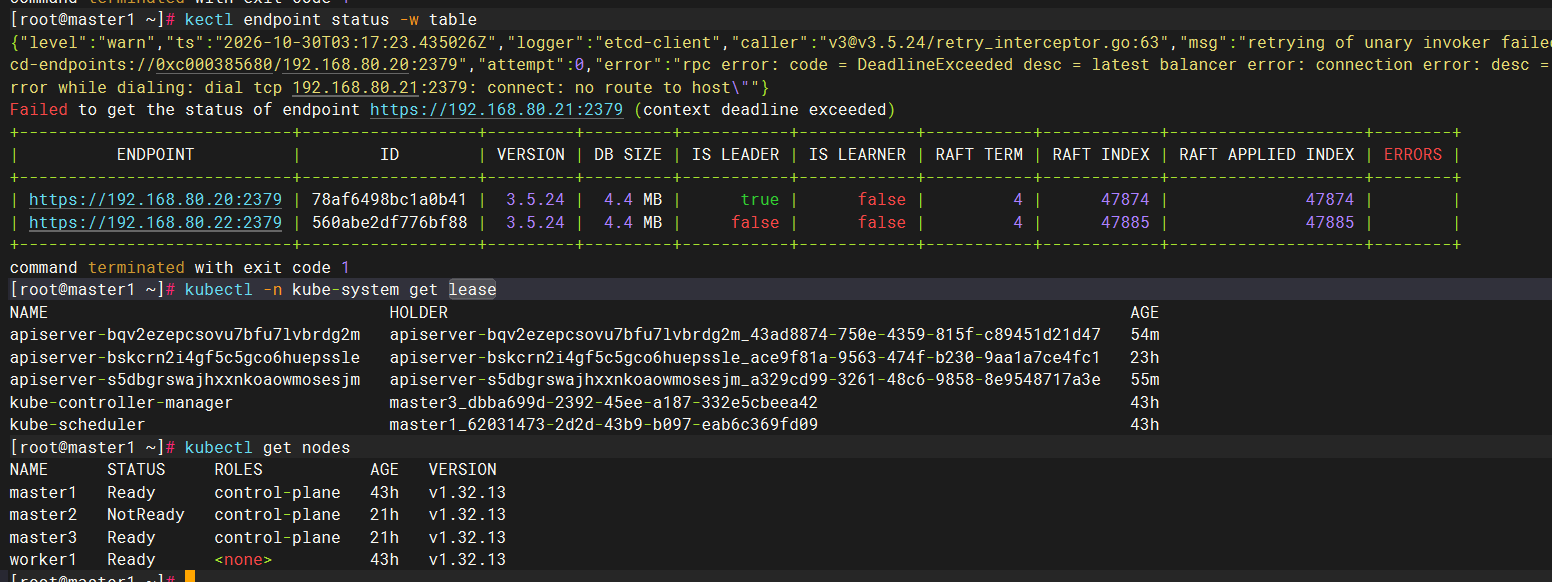 command terminated with exit code 1
[root@master1 ~]# kectl endpoint status -w table
{"level":"warn","ts":"2026-10-30T03:17:23.435026Z","logger":"etcd-client","caller":"v3@v3.5.24/retry_interceptor.go:63","msg":"retrying of unary invoker faile
cd-endpoints://0xc000385680/192.168.80.20:2379","attempt":0,"error":"rpc error: code = DeadlineExceeded desc = latest balancer error: connection error: desc =
rror while dialing: dial tcp 192.168.80.21:2379: connect: no route to host\""}
Failed to get the status of endpoint https://192.168.80.21:2379 (context deadline exceeded)
+----------------------------+------------------+---------+---------+-----------+------------+-----------+------------+--------------------+--------+
| ENDPOINT | ID | VERSION | DB SIZE | IS LEADER | IS LEARNER | RAFT TERM | RAFT INDEX | RAFT APPLIED INDEX | ERRORS |
+----------------------------+------------------+---------+---------+-----------+------------+-----------+------------+--------------------+--------+
| https://192.168.80.20:2379 | 78af6498bc1a0b41 | 3.5.24 | 4.4 MB | true | false | 4 | 47874 | 47874 | |
| https://192.168.80.22:2379 | 560abe2df776bf88 | 3.5.24 | 4.4 MB | false | false | 4 | 47885 | 47885 | |
+----------------------------+------------------+---------+---------+-----------+------------+-----------+------------+--------------------+--------+
command terminated with exit code 1
[root@master1 ~]# kubectl -n kube-system get lease
NAME HOLDER AGE
apiserver-bqv2ezepcsovu7bfu7lvbrdg2m apiserver-bqv2ezepcsovu7bfu7lvbrdg2m_43ad8874-750e-4359-815f-c89451d21d47 54m
apiserver-bskcrn2i4gf5c5gco6huepssle apiserver-bskcrn2i4gf5c5gco6huepssle_ace9f81a-9563-474f-b230-9aa1a7ce4fc1 23h
apiserver-s5dbgrswajhxxnkoaowmosesjm apiserver-s5dbgrswajhxxnkoaowmosesjm_a329cd99-3261-48c6-9858-8e9548717a3e 55m
kube-controller-manager master3_dbba699d-2392-45ee-a187-332e5cbeea42 43h
kube-scheduler master1_62031473-2d2d-43b9-b097-eab6c369fd09 43h
[root@master1 ~]# kubectl get nodes
NAME STATUS ROLES AGE VERSION
master1 Ready control-plane 43h v1.32.13
master2 NotReady control-plane 21h v1.32.13
master3 Ready control-plane 21h v1.32.13
worker1 Ready <none> 43h v1.32.13
[root@master1 ~]#